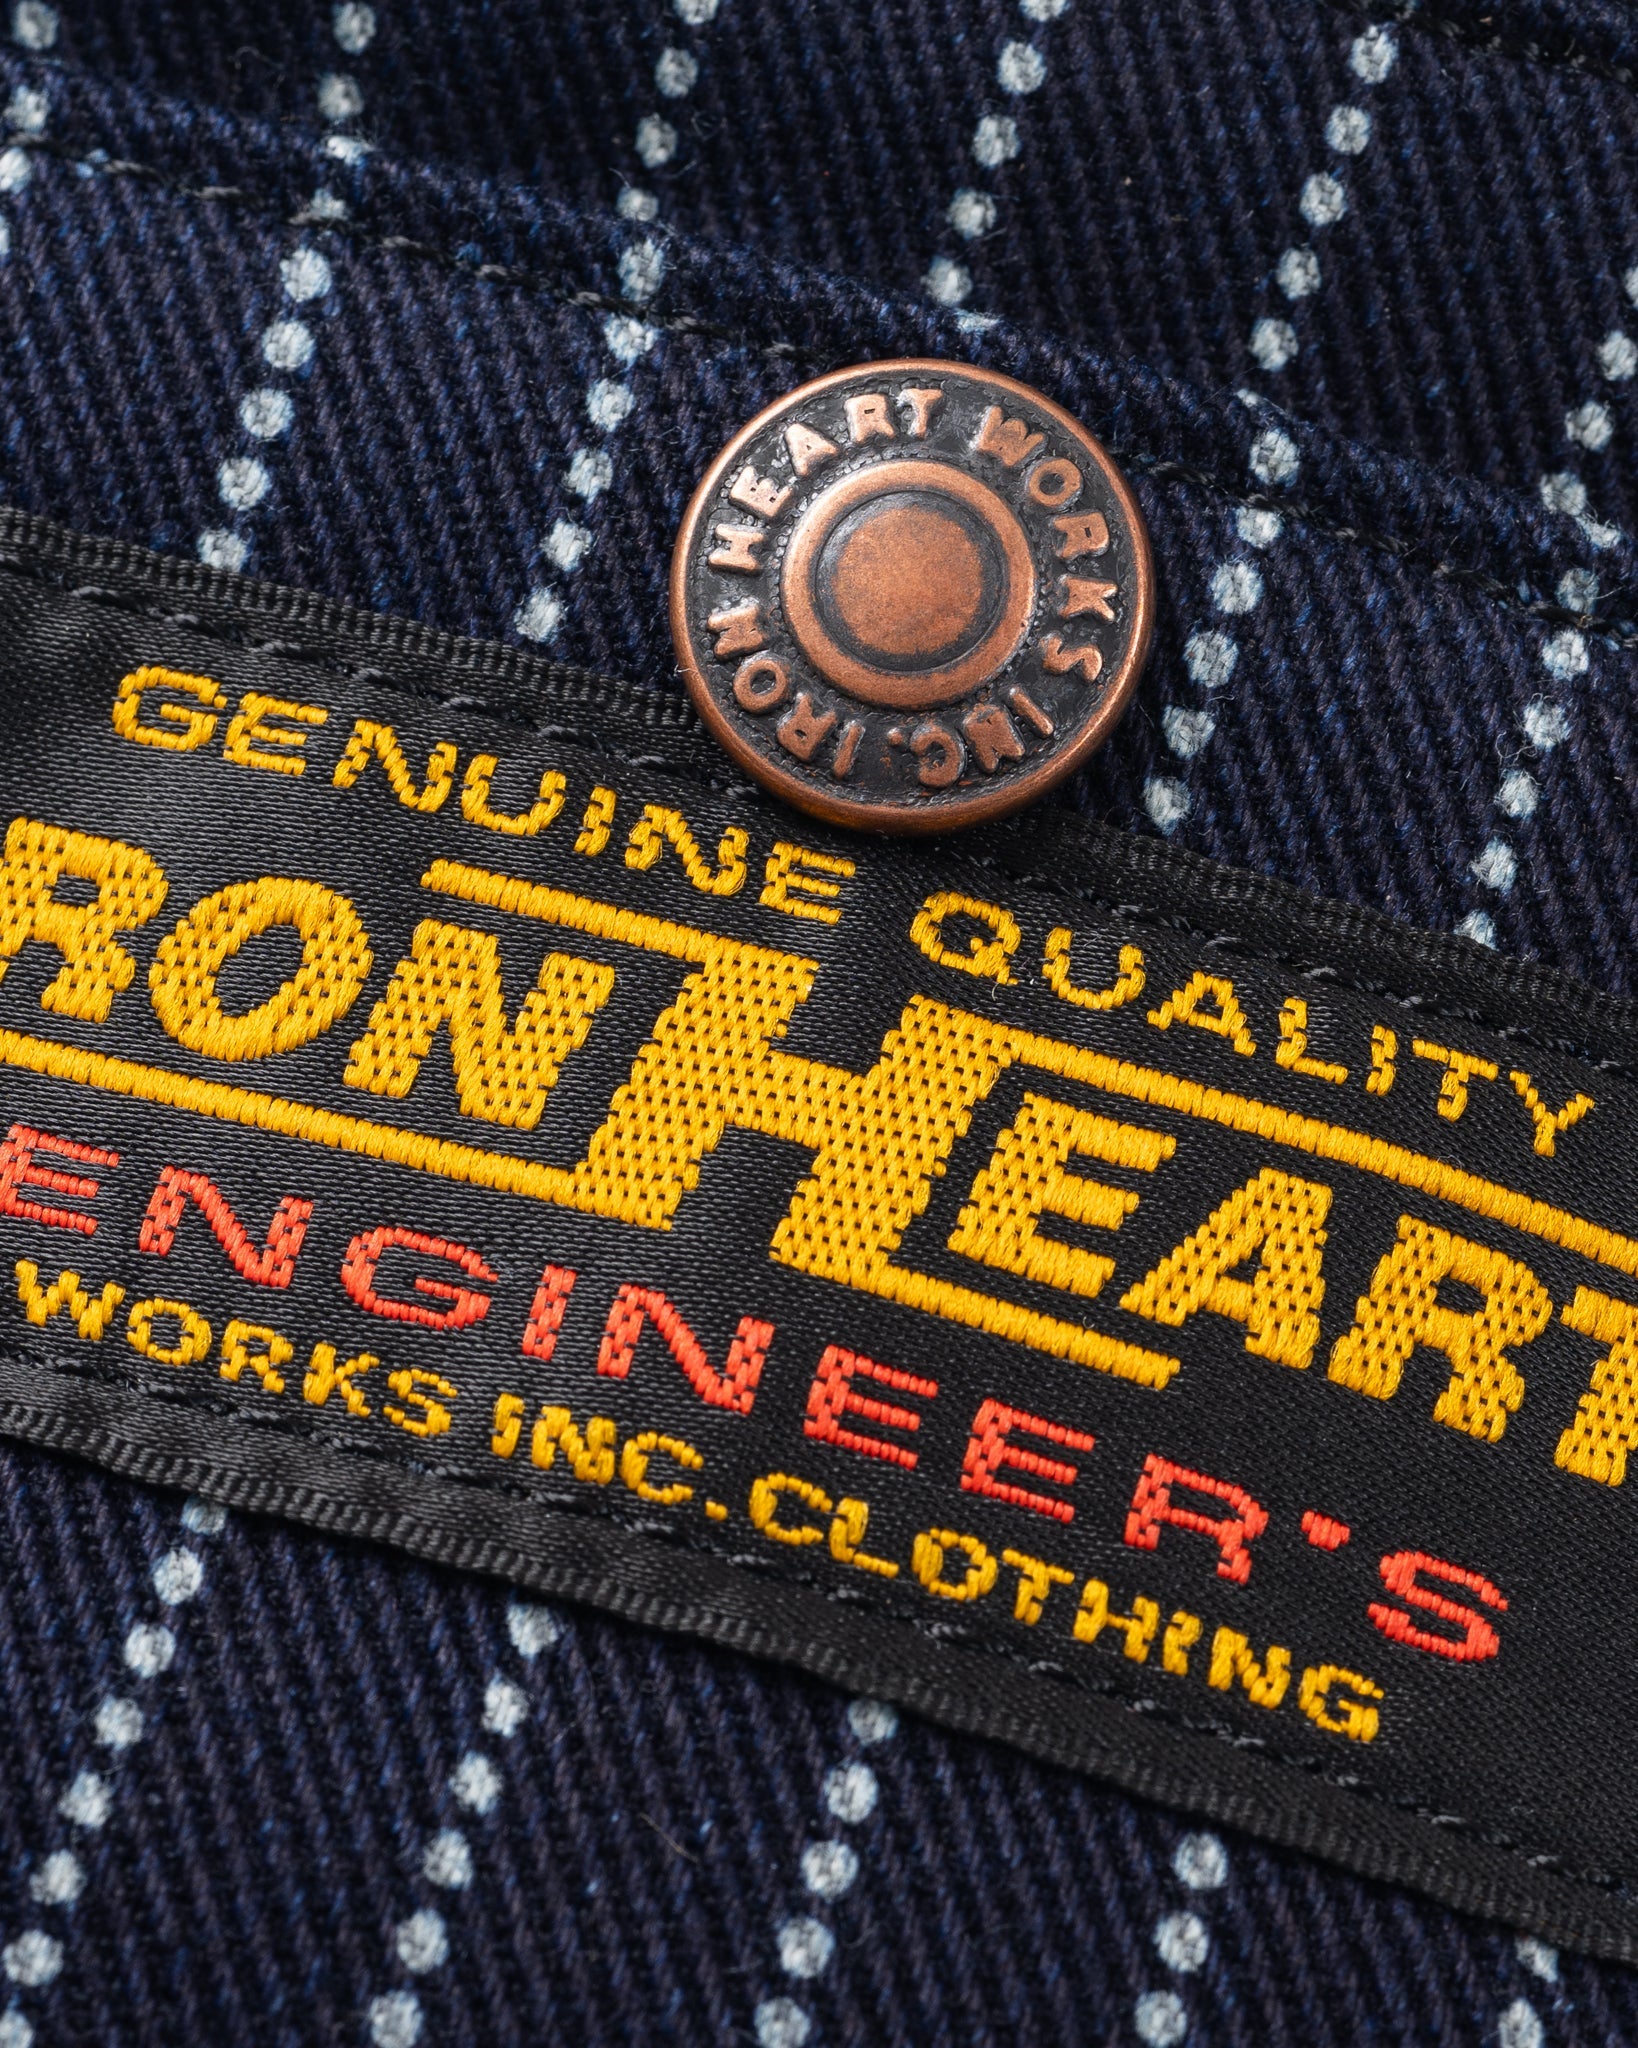 IRON HEART WORKS INC.
GENUINE QUALITY
RONHEART
ENGINEER'S
WORKS INC. CLOTHING